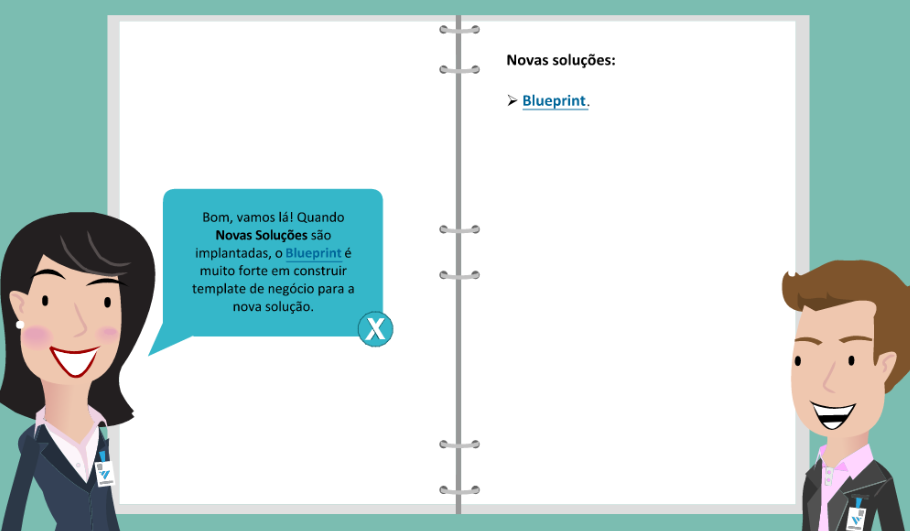 Bom, vamos lá! Quando
Novas Soluções são
implantadas, o Blueprint é
muito forte em construir
template de negócio para a
nova solução.
X
Novas soluções:
➢ Blueprint.